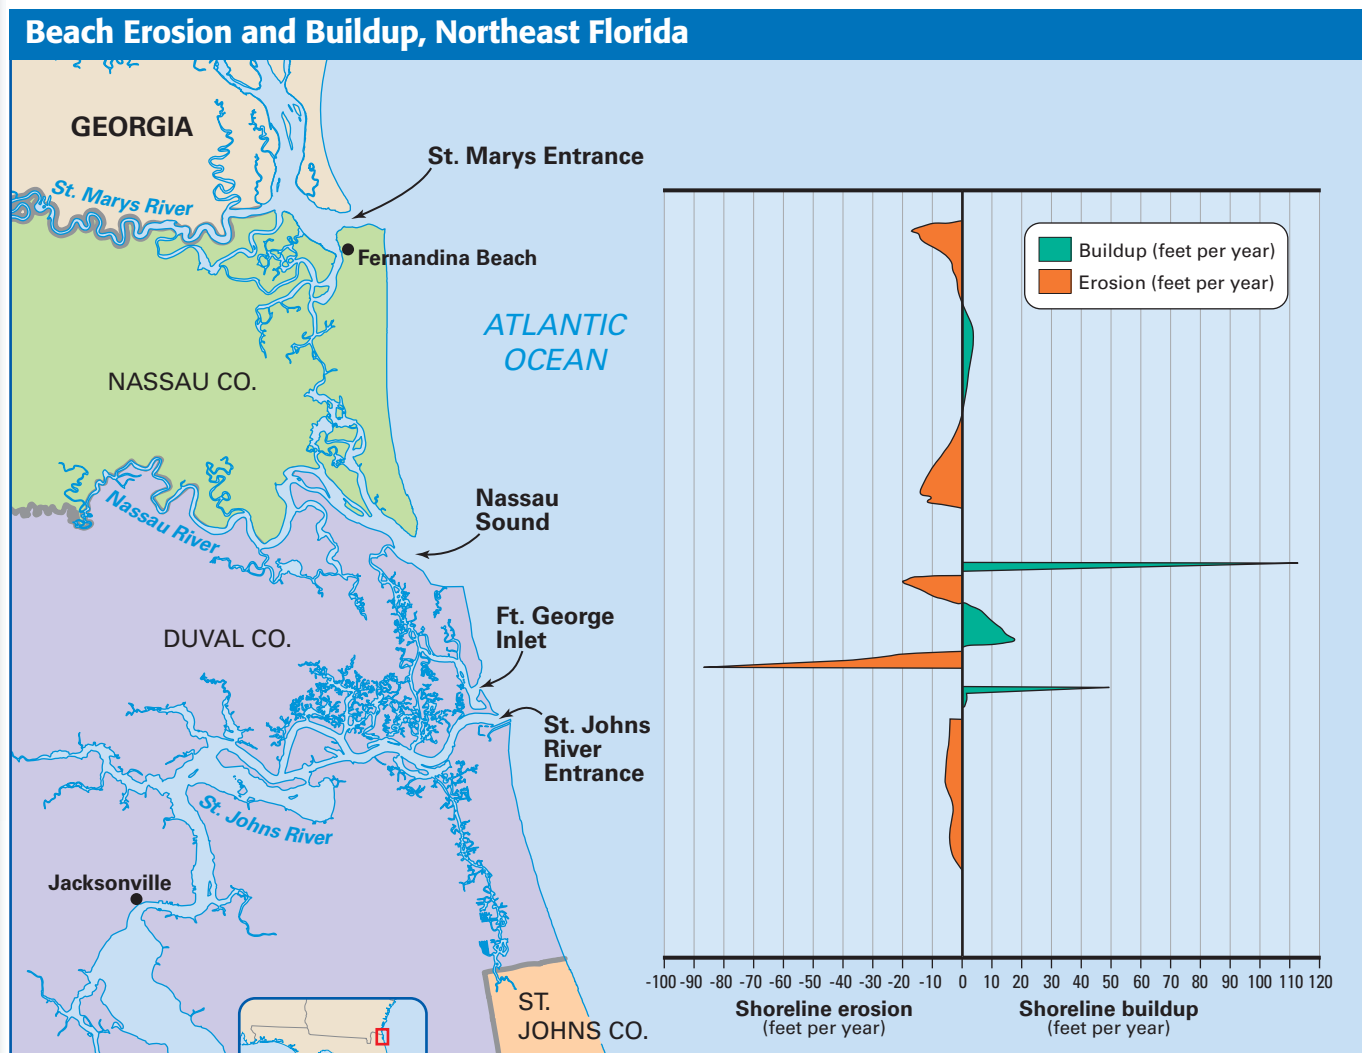 Beach Erosion and Buildup, Northeast Florida
GEORGIA
St. Marys River
St. Marys Entrance
Fernandina Beach
ATLANTIC
OCEAN
NASSAU CO.
Nassau River
Nassau
Sound
DUVAL CO.
Ft. George
Inlet
St. Johns
River
Entrance
St. Johns River
Jacksonville
ST.
JOHNS CO.
Buildup (feet per year)
Erosion (feet per year)
-100 -90 -80 -70 -60 -50 -40 -30 -20 -10 0 10 20 30 40 50 60 70 80 90 100 110 120
Shoreline erosion
(feet per year)
Shoreline buildup
(feet per year)